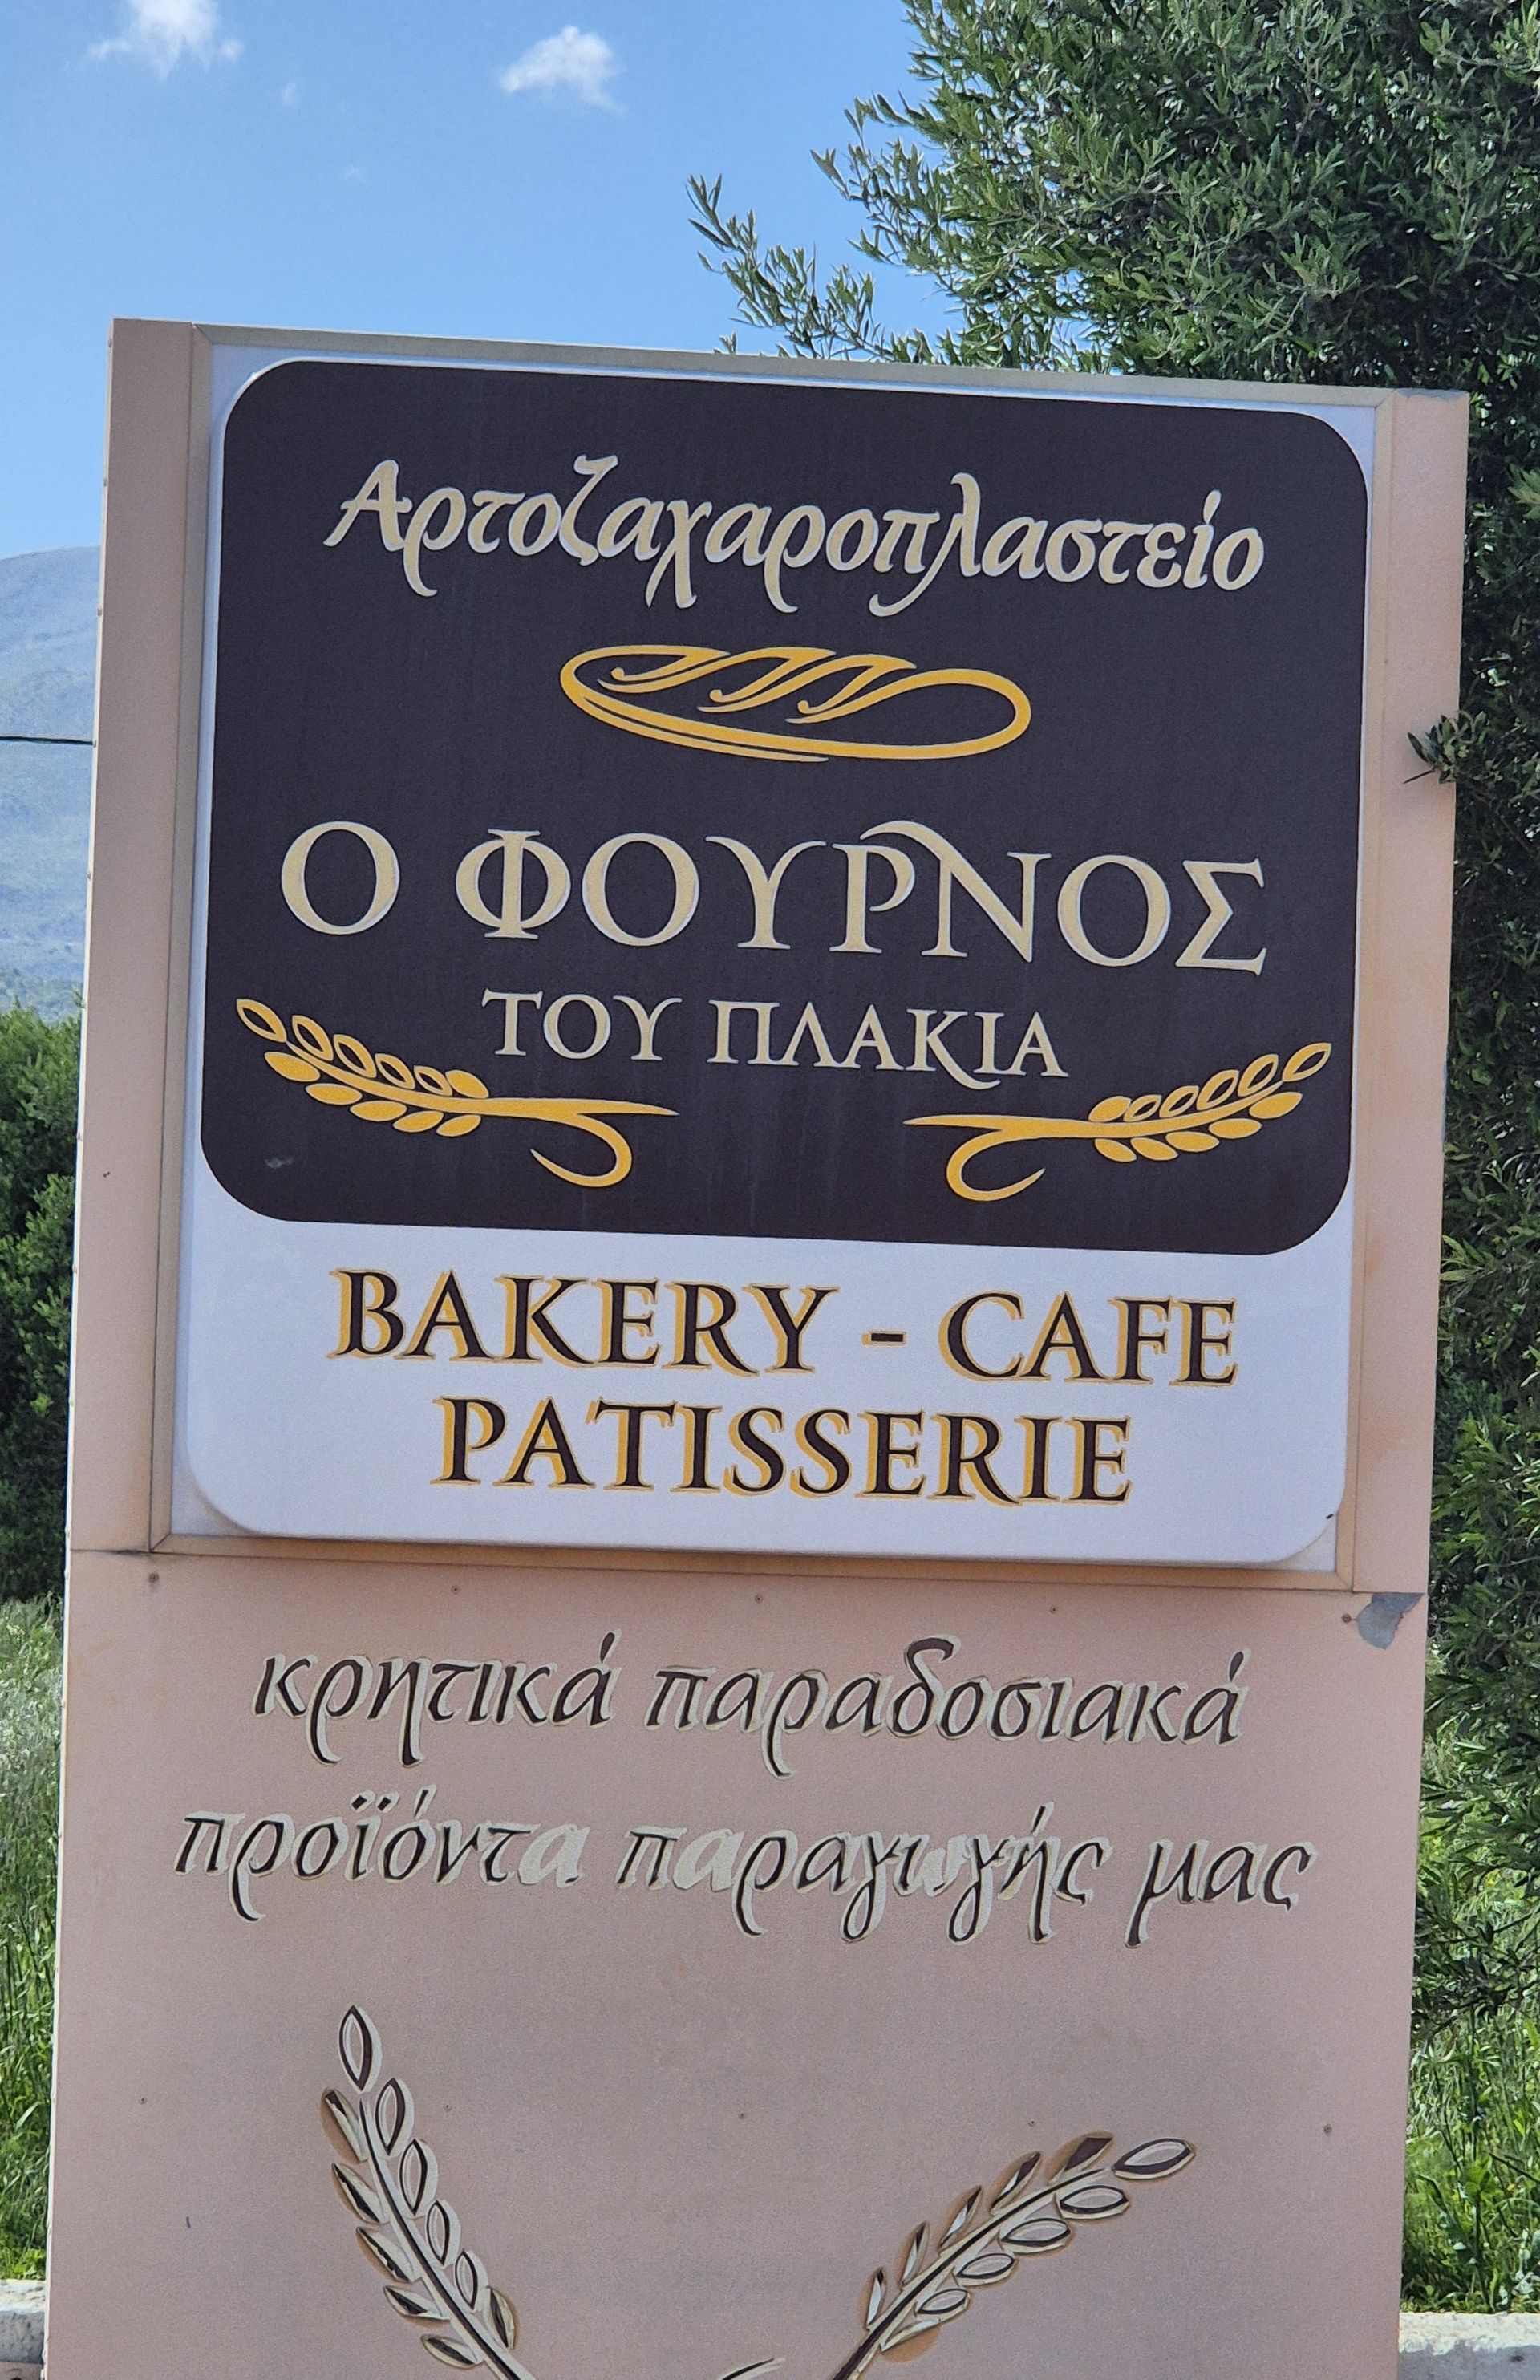 Αρτοζαχαροπλαστείο
Ο ΦΟΥΡΝΟΣ
ΤΟΥ ΠΛΑΚΙΑ
BAKERY - CAFE
PATISSERIE
κρητικά παραδοσιακά
προϊόντα παραγωγής μας